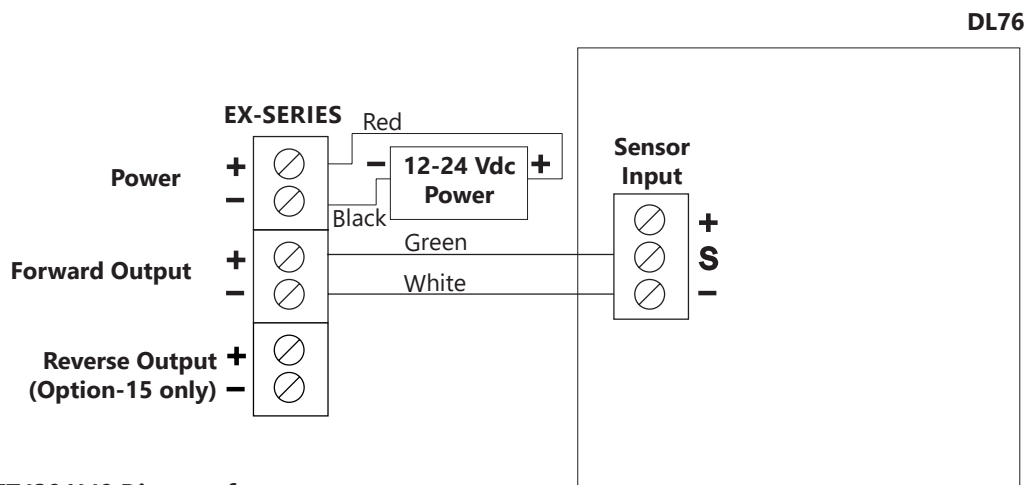 DL76
EX-SERIES
Red
Power
+
−
− 12-24 Vdc +
Power
Black
Sensor
Input
+
S
−
Forward Output
+
−
Green
White
Reverse Output +
(Option-15 only) −